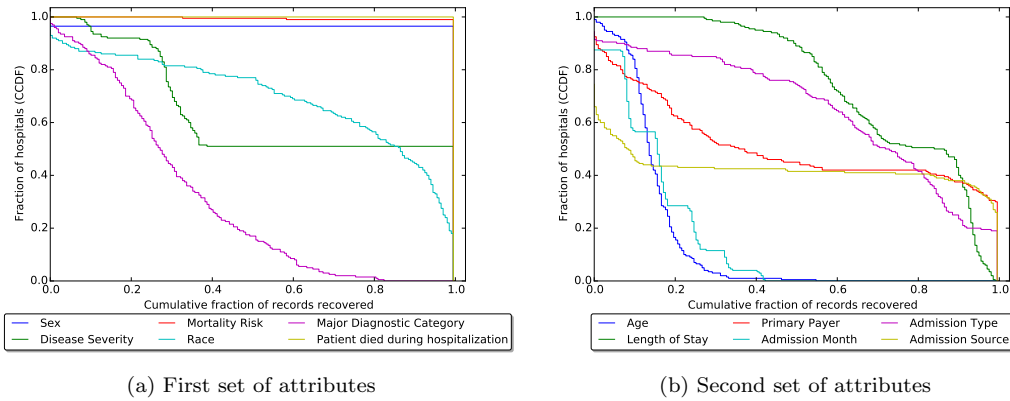 Fraction of hospitals (CCDF)
1.0
0.8
0.6
0.4
0.2
0.0
0.0 0.2 0.4 0.6 0.8 1.0
Cumulative fraction of records recovered
Sex Mortality Risk Major Diagnostic Category
Disease Severity Race Patient died during hospitalization
(a) First set of attributes
Fraction of hospitals (CCDF)
1.0
0.8
0.6
0.4
0.2
0.0
0.0 0.2 0.4 0.6 0.8 1.0
Cumulative fraction of records recovered
Age Primary Payer Admission Type
Length of Stay Admission Month Admission Source
(b) Second set of attributes